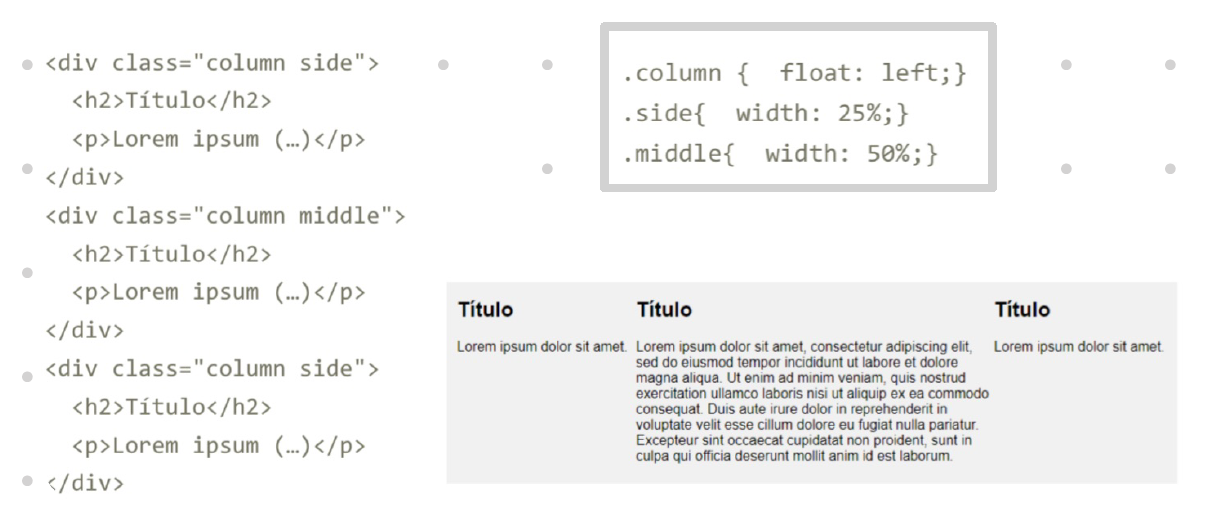 <div class="column side">
<h2>Título</h2>
<p>Lorem ipsum (…)</p>
</div>
<div class="column middle">
<h2>Título</h2>
<p>Lorem ipsum (…)</p>
</div>
<div class="column side">
<h2>Título</h2>
<p>Lorem ipsum (…)</p>
</div>
.column {  float: left;}
.side{  width: 25%;}
.middle{  width: 50%;}
Título
Lorem ipsum dolor sit amet.
Título
Lorem ipsum dolor sit amet, consectetur adipiscing elit,
sed do eiusmod tempor incididunt ut labore et dolore
magna aliqua. Ut enim ad minim veniam, quis nostrud
exercitation ullamco laboris nisi ut aliquip ex ea commodo
consequat. Duis aute irure dolor in reprehenderit in
voluptate velit esse cillum dolore eu fugiat nulla pariatur.
Excepteur sint occaecat cupidatat non proident, sunt in
culpa qui officia deserunt mollit anim id est laborum.
Título
Lorem ipsum dolor sit amet.